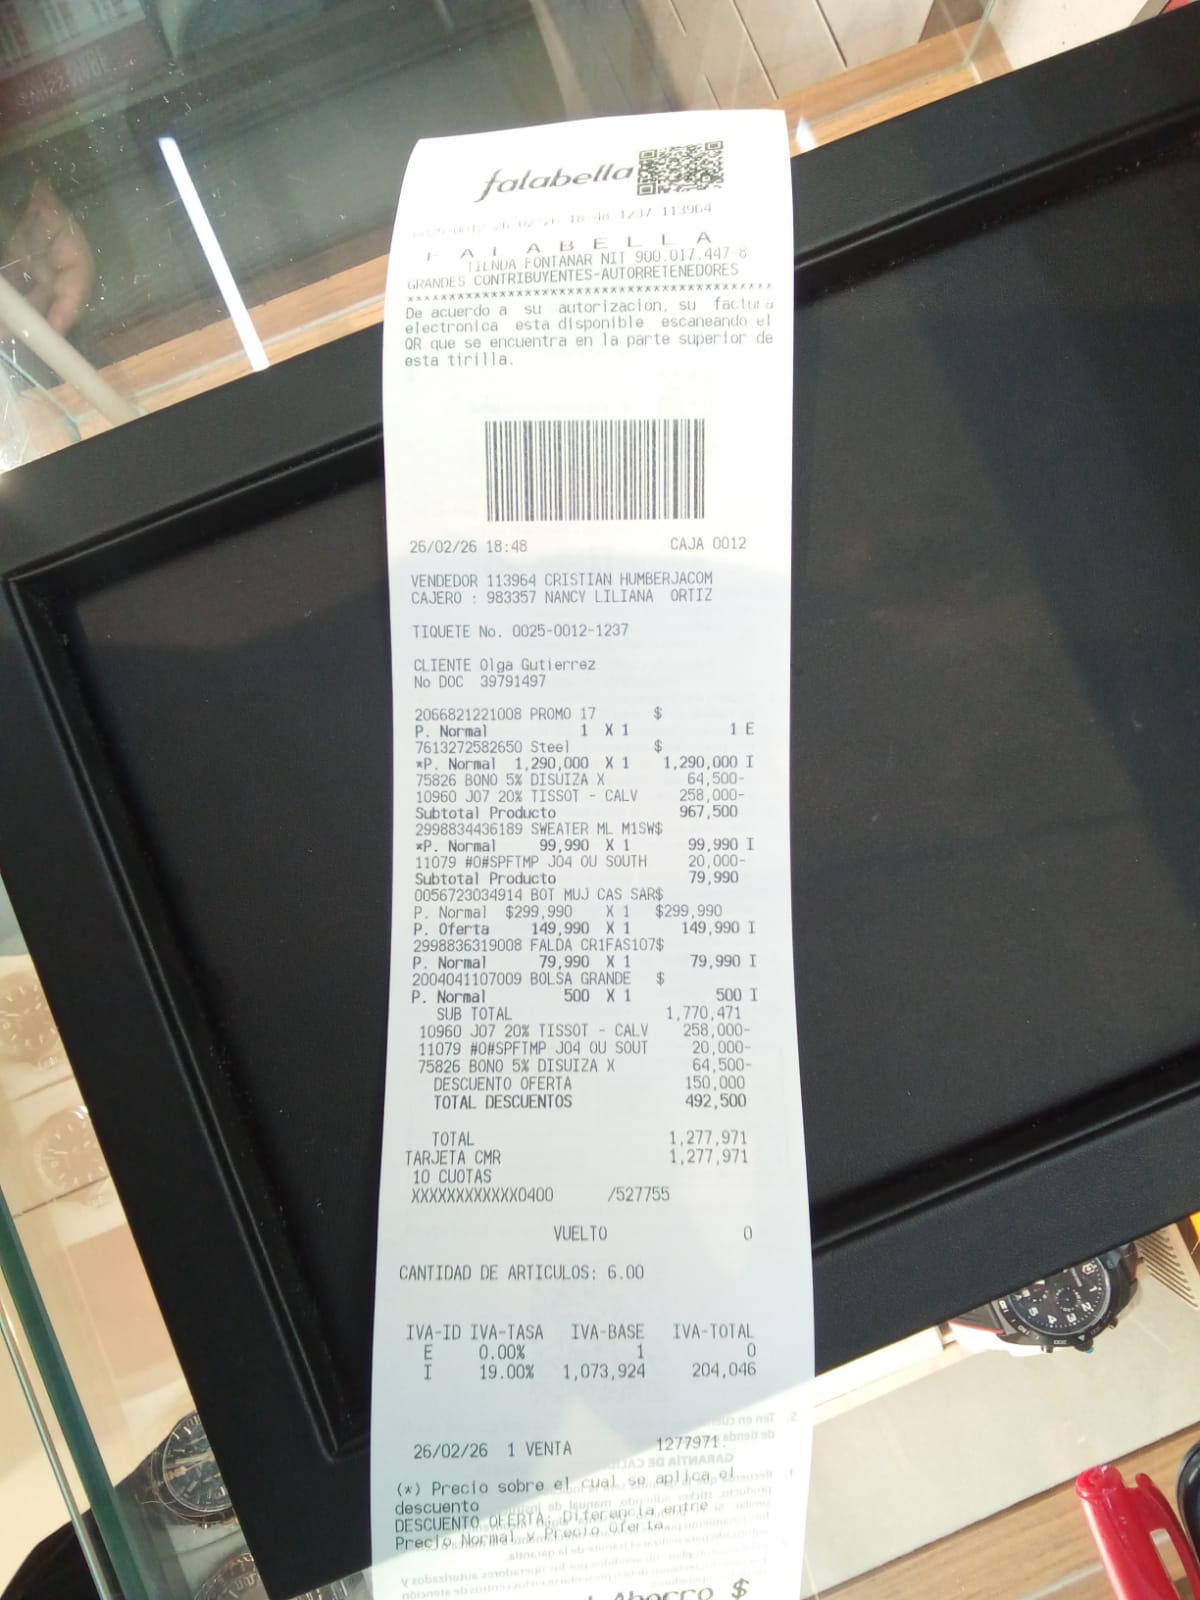 falabella
18:48 1237 113964
F A L A B E L L A
TIENDA FONTANAR NIT 900.017.447-8
GRANDES CONTRIBUYENTES-AUTORRETENEDORES
De acuerdo a su autorizacion, su factura
electronica esta disponible escaneando el
QR que se encuentra en la parte superior de
esta tirilla.
26/02/26 18:48 CAJA 0012
VENDEDOR 113964 CRISTIAN HUMBERJACOM
CAJERO : 983357 NANCY LILIANA ORTIZ
TIQUETE No. 0025-0012-1237
CLIENTE Olga Gutierrez
No DOC 39791497
2066821221008 PROMO 17 $
P. Normal 1 X 1 1 E
7613272582650 Steel $
*P. Normal 1,290,000 X 1 1,290,000 I
75826 BONO 5% DISUIZA X 64,500-
10960 J07 20% TISSOT - CALV 258,000-
Subtotal Producto 967,500
2998834436189 SWEATER ML M1SW$
*P. Normal 99,990 X 1 99,990 I
11079 #O#SPFTMP J04 OU SOUTH 20,000-
Subtotal Producto 79,990
0056723034914 BOT MUJ CAS SAR$
P. Normal $299,990 X 1 $299,990
P. Oferta 149,990 X 1 149,990 I
2998836319008 FALDA CR1FAS107$
P. Normal 79,990 X 1 79,990 I
2004041107009 BOLSA GRANDE $
P. Normal 500 X 1 500 I
SUB TOTAL 1,770,471
10960 J07 20% TISSOT - CALV 258,000-
11079 #O#SPFTMP J04 OU SOUT 20,000-
75826 BONO 5% DISUIZA X 64,500-
DESCUENTO OFERTA 150,000
TOTAL DESCUENTOS 492,500
TOTAL 1,277,971
TARJETA CMR 1,277,971
10 CUOTAS
XXXXXXXXXXXX0400 /527755
VUELTO 0
CANTIDAD DE ARTICULOS: 6.00
IVA-ID IVA-TASA IVA-BASE IVA-TOTAL
E 0.00% 1 0
I 19.00% 1,073,924 204,046
26/02/26 1 VENTA 1277971.
(*) Precio sobre el cual se aplica el
descuento
DESCUENTO OFERTA: Diferencia entre
Precio Normal y Precio Oferta.
Ahorro $